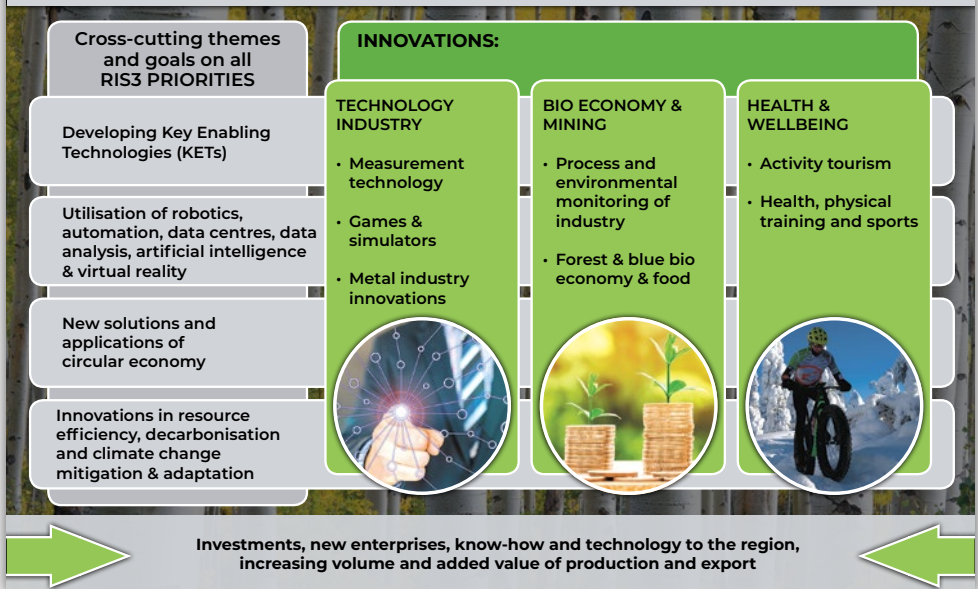 Cross-cutting themes
and goals on all
RIS3 PRIORITIES
Developing Key Enabling
Technologies (KETs)
Utilisation of robotics,
automation, data centres, data
analysis, artificial intelligence
& virtual reality
New solutions and
applications of
circular economy
Innovations in resource
efficiency, decarbonisation
and climate change
mitigation & adaptation
INNOVATIONS:
TECHNOLOGY
INDUSTRY
• Measurement
technology
• Games &
simulators
• Metal industry
innovations
BIO ECONOMY &
MINING
• Process and
environmental
monitoring of
industry
• Forest & blue bio
economy & food
HEALTH &
WELLBEING
• Activity tourism
• Health, physical
training and sports
Investments, new enterprises, know-how and technology to the region,
increasing volume and added value of production and export